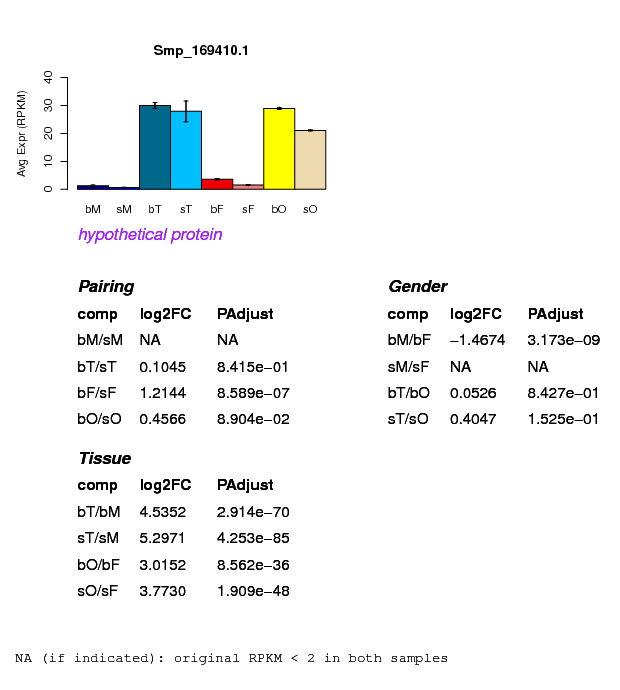 Smp_169410.1
Avg Expr (RPKM)
0 10 20 30 40
bM sM bT sT bF sF bO sO
hypothetical protein
Pairing
comp log2FC PAdjust
bM/sM NA NA
bT/sT 0.1045 8.415e−01
bF/sF 1.2144 8.589e−07
bO/sO 0.4566 8.904e−02
Gender
comp log2FC PAdjust
bM/bF −1.4674 3.173e−09
sM/sF NA NA
bT/bO 0.0526 8.427e−01
sT/sO 0.4047 1.525e−01
Tissue
comp log2FC PAdjust
bT/bM 4.5352 2.914e−70
sT/sM 5.2971 4.253e−85
bO/bF 3.0152 8.562e−36
sO/sF 3.7730 1.909e−48
NA (if indicated): original RPKM < 2 in both samples